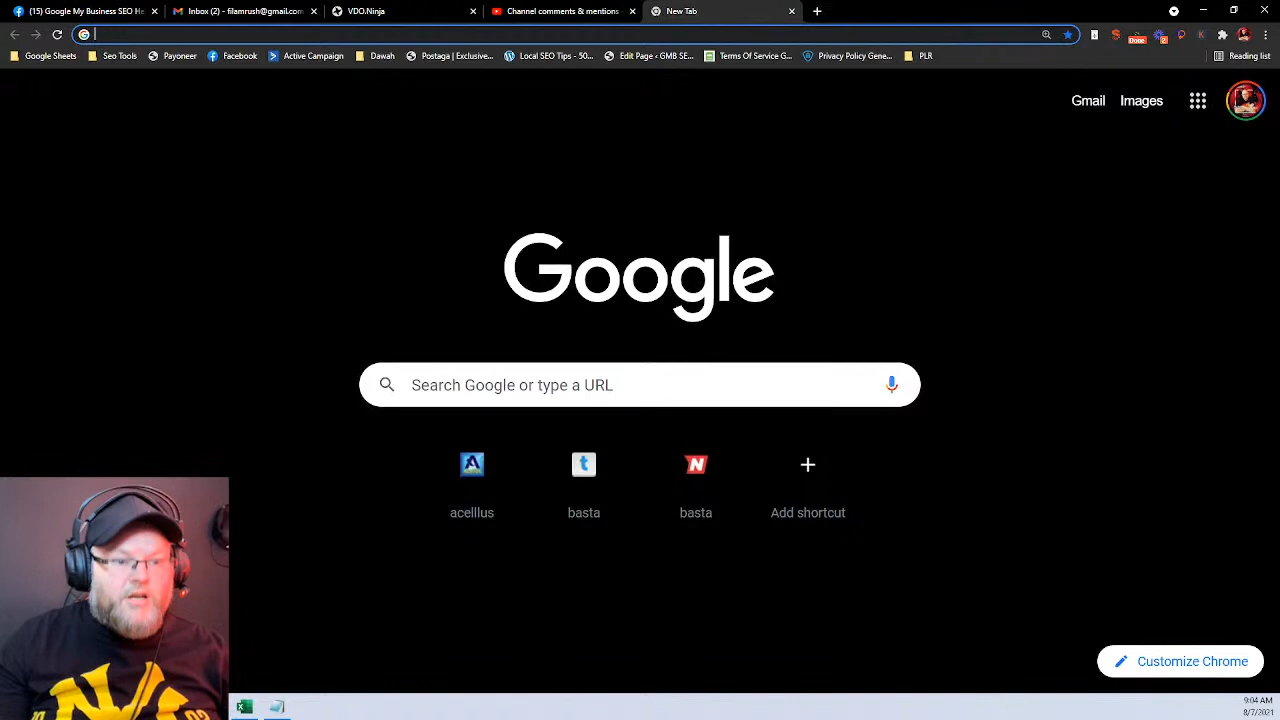 (15) Google My Business SEO He
Inbox (2) - filamrush@gmail.com
VDO.Ninja
Channel comments & mentions
New Tab
Google Sheets
SEO Tools
Payoneer
Facebook
Active Campaign
Dawah
Postaga | Exclusive...
Local SEO Tips - 50...
Edit Page ‹ GMB SE...
Terms Of Service G...
Privacy Policy Gene...
PLR
Reading list
Gmail
Images
Google
Search Google or type a URL
acelllus
basta
basta
Add shortcut
Customize Chrome
9:04 AM
8/7/2021